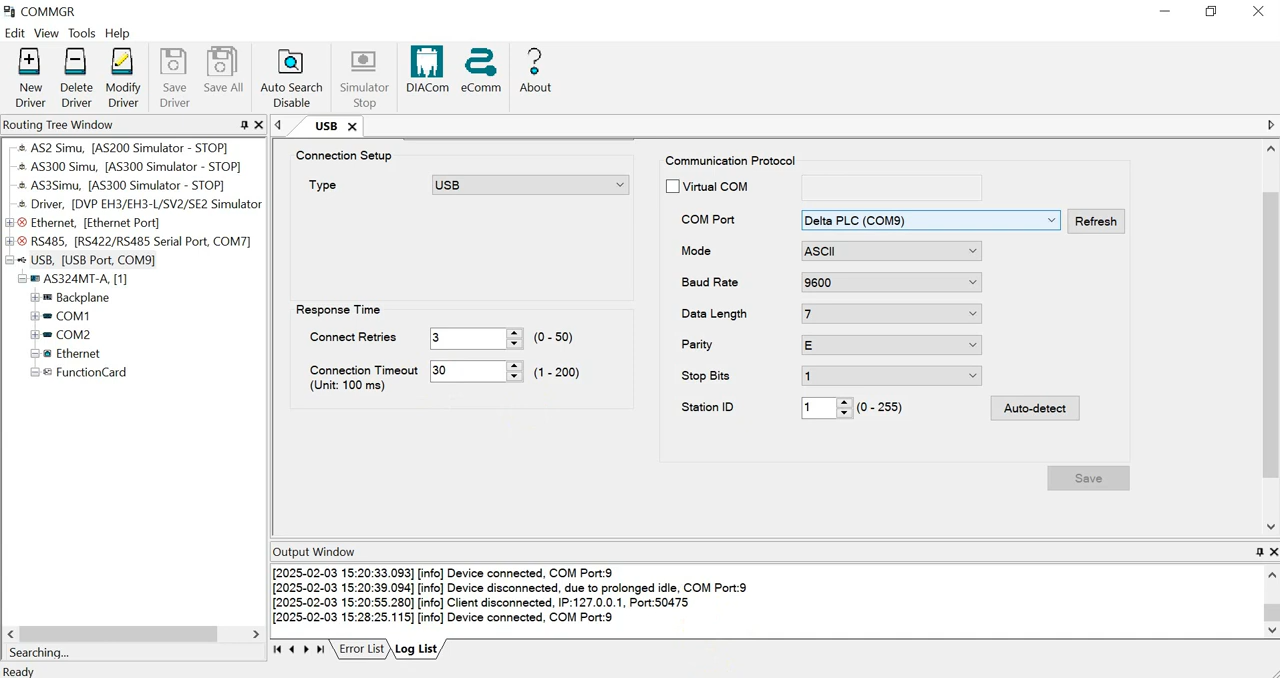 COMMGR
Edit View Tools Help
New Driver
Delete Driver
Modify Driver
Save Driver
Save All
Auto Search Disable
Simulator Stop
DIACom
eComm
About
Routing Tree Window
AS2 Simu, [AS200 Simulator - STOP]
AS300 Simu, [AS300 Simulator - STOP]
AS3Simu, [AS300 Simulator - STOP]
Driver, [DVP EH3/EH3-L/SV2/SE2 Simulator
Ethernet, [Ethernet Port]
RS485, [RS422/RS485 Serial Port, COM7]
USB, [USB Port, COM9]
AS324MT-A, [1]
Backplane
COM1
COM2
Ethernet
FunctionCard
Searching...
Ready
USB
Connection Setup
Type USB
Response Time
Connect Retries 3 (0 - 50)
Connection Timeout 30 (1 - 200)
(Unit: 100 ms)
Communication Protocol
Virtual COM
COM Port Delta PLC (COM9) Refresh
Mode ASCII
Baud Rate 9600
Data Length 7
Parity E
Stop Bits 1
Station ID 1 (0 - 255) Auto-detect
Save
Output Window
[2025-02-03 15:20:33.093] [info] Device connected, COM Port:9
[2025-02-03 15:20:39.094] [info] Device disconnected, due to prolonged idle, COM Port:9
[2025-02-03 15:20:55.280] [info] Client disconnected, IP:127.0.0.1, Port:50475
[2025-02-03 15:28:25.115] [info] Device connected, COM Port:9
Error List Log List